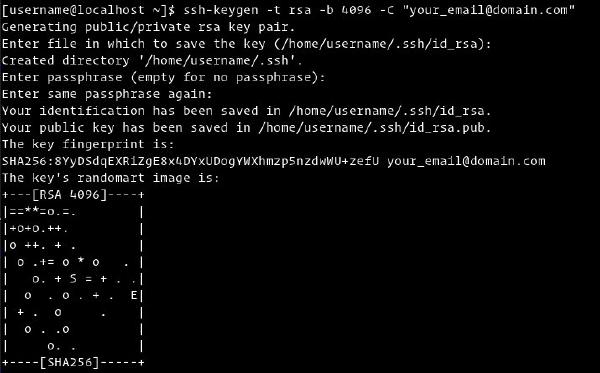 [username@localhost ~]$ ssh-keygen -t rsa -b 4096 -C "your_email@domain.com"
Generating public/private rsa key pair.
Enter file in which to save the key (/home/username/.ssh/id_rsa):
Created directory '/home/username/.ssh'.
Enter passphrase (empty for no passphrase):
Enter same passphrase again:
Your identification has been saved in /home/username/.ssh/id_rsa.
Your public key has been saved in /home/username/.ssh/id_rsa.pub.
The key fingerprint is:
SHA256:8YyDSdqEXRiZgE8x4DYxUDogYWXhmzp5nzdwWU+zefU your_email@domain.com
The key's randomart image is:
+---[RSA 4096]----+
|==**=o.=.        |
|+o+o.++.         |
|o ++. + .        |
| o .+= o * o   . |
|   o. + S = + . .|
|  o  . o . + .  E|
| + .  o     .    |
|  o . .o         |
|     o. .        |
+----[SHA256]-----+